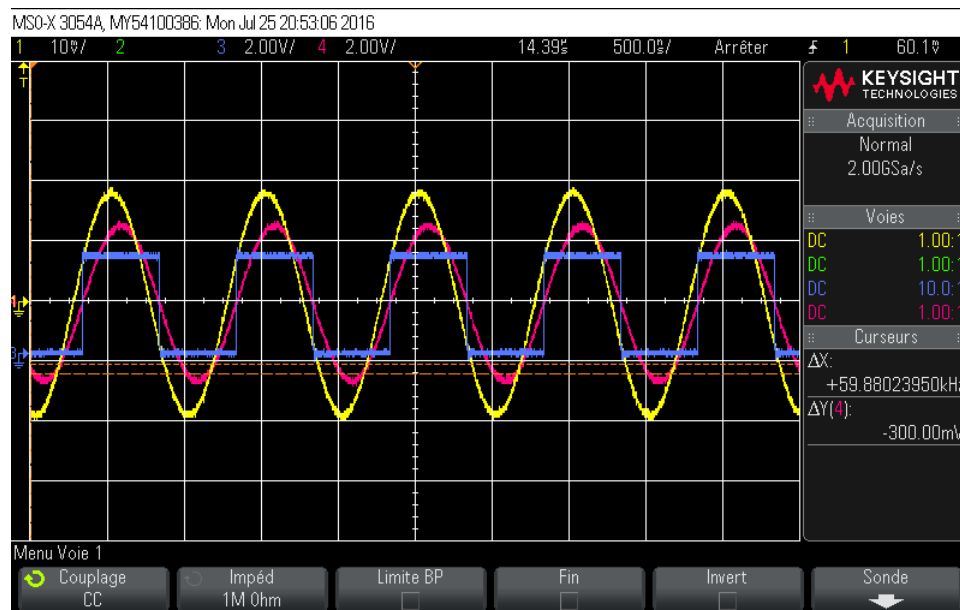 MSO-X 3054A, MY54100386: Mon Jul 25 20:53:06 2016
1 10V/ 2 3 2.00V/ 4 2.00V/ 14.39s 500.0s/ Arrêter 1 60.1V
T
KEYSIGHT
TECHNOLOGIES
Acquisition
Normal
2.00GSa/s
Voies
DC 1.00:1
DC 1.00:1
DC 10.0:1
DC 1.00:1
Curseurs
ΔX:
+59.88023950kHz
ΔY(4):
-300.00mV
3
Menu Voie 1
Couplage Impéd Limite BP Fin Invert Sonde
CC 1M Ohm